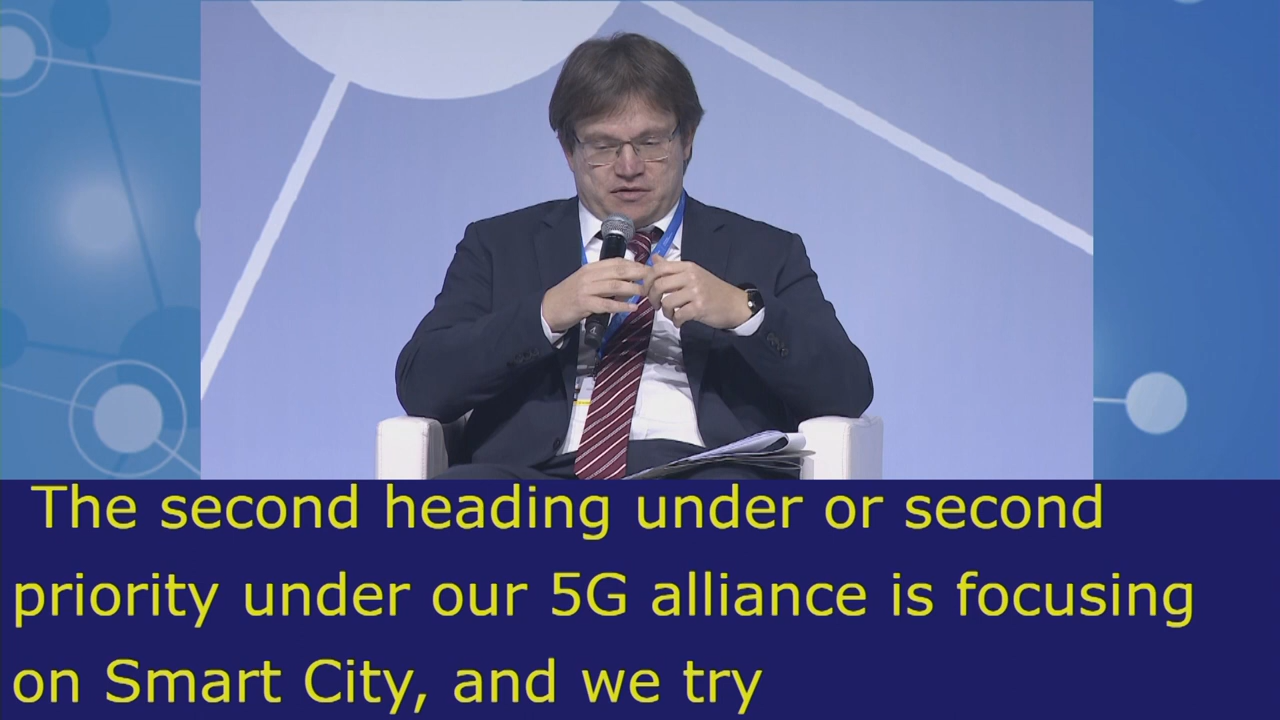 The second heading under or second
priority under our 5G alliance is focusing
on Smart City, and we try